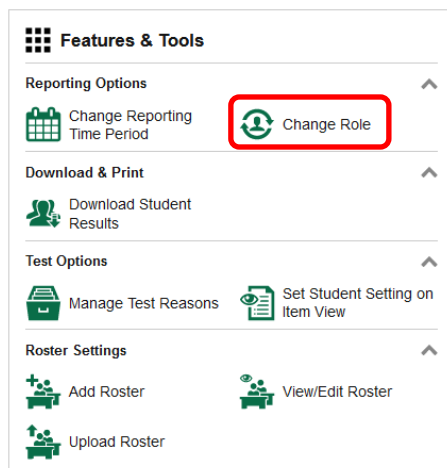 Features & Tools
Reporting Options
Change Reporting
Time Period
Change Role
Download & Print
Download Student
Results
Test Options
Manage Test Reasons
Set Student Setting on
Item View
Roster Settings
Add Roster
View/Edit Roster
Upload Roster